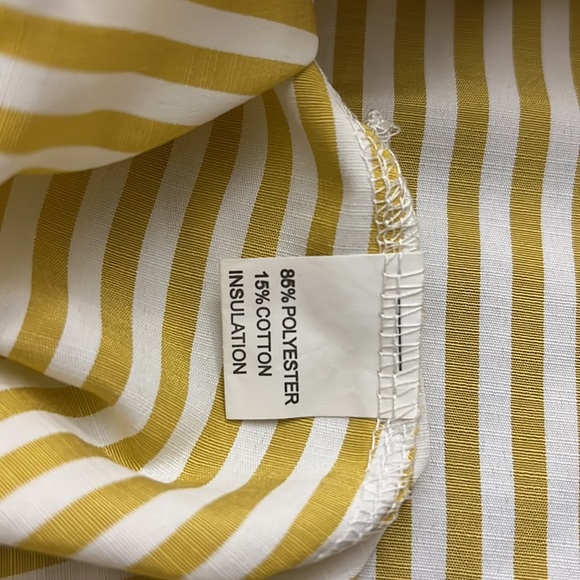 85% POLYESTER
15% COTTON
INSULATION